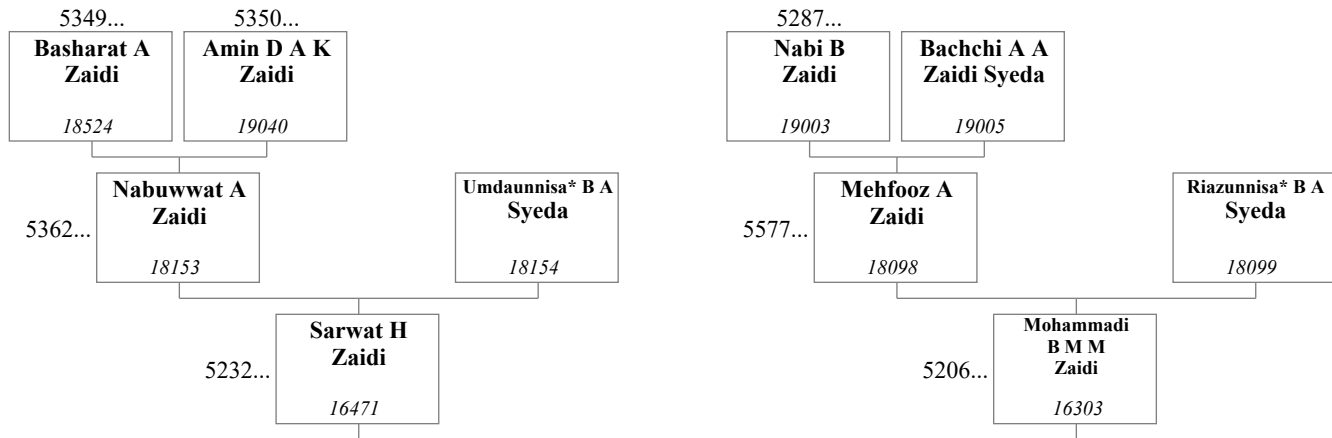 5349...
5350...
5287...
Basharat A
Zaidi
18524
Amin D A K
Zaidi
19040
Nabi B
Zaidi
19003
Bachchi A A
Zaidi Syeda
19005
5362...
Nabuwwat A
Zaidi
18153
Umdaunnisa* B A
Syeda
18154
5577...
Mehfooz A
Zaidi
18098
Riazunnisa* B A
Syeda
18099
5232...
Sarwat H
Zaidi
16471
5206...
Mohammadi
B M M
Zaidi
16303